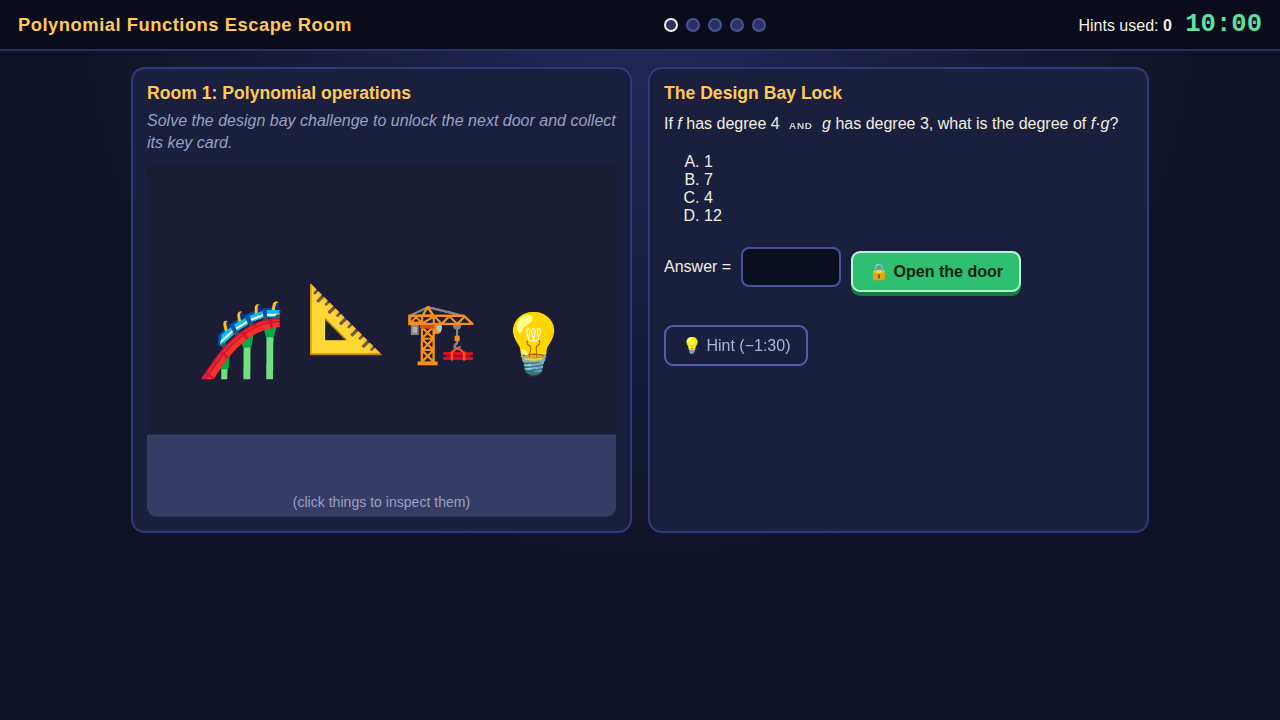 Polynomial Functions Escape Room
Hints used: 0 10:00
Room 1: Polynomial operations
Solve the design bay challenge to unlock the next door and collect
its key card.
(click things to inspect them)
The Design Bay Lock
If f has degree 4 AND g has degree 3, what is the degree of f·g?
A. 1
B. 7
C. 4
D. 12
Answer =
🔒 Open the door
💡 Hint (−1:30)